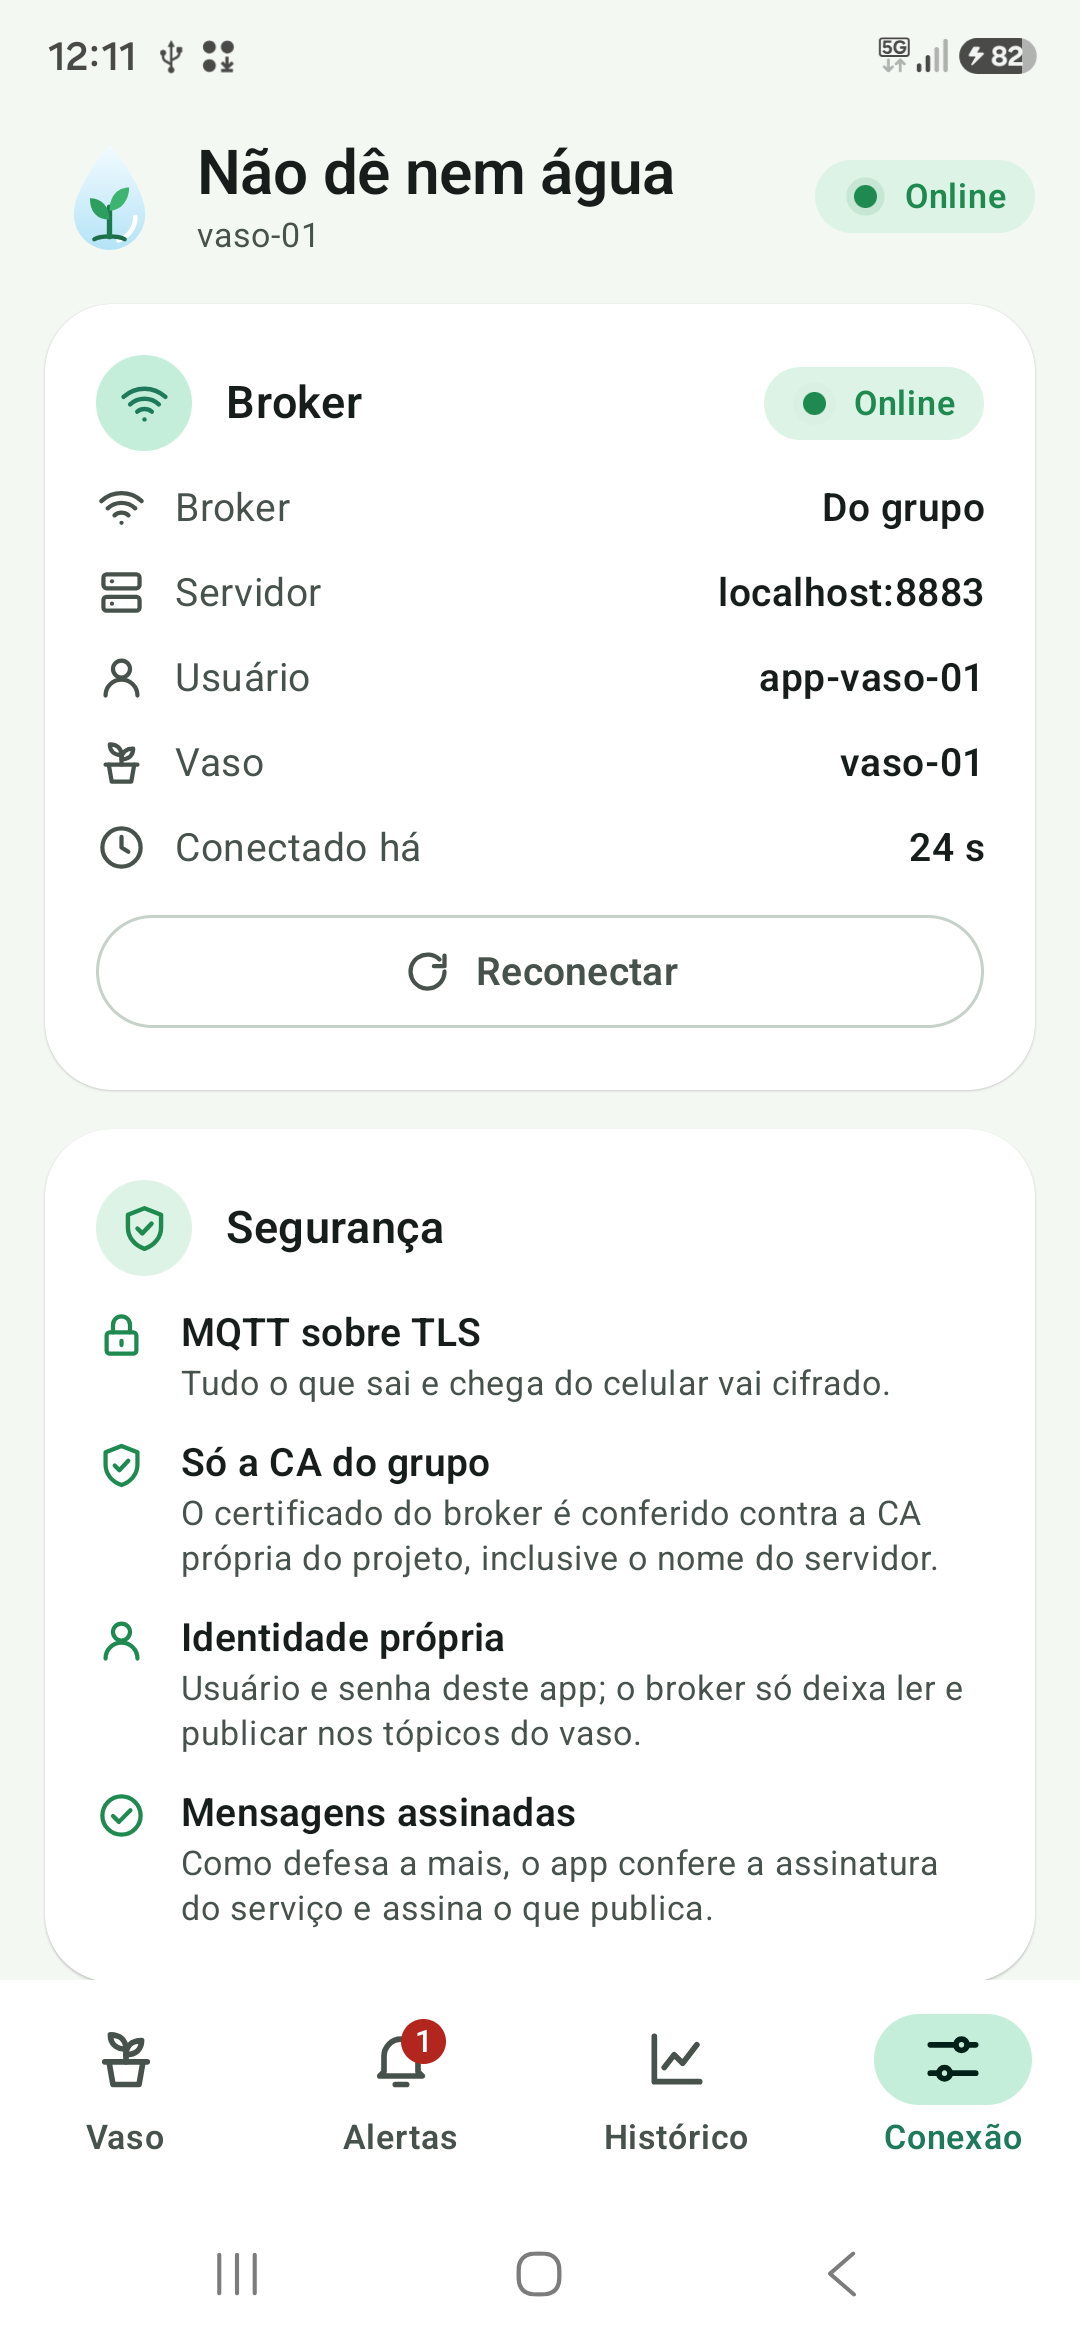 12:11
5G
82
Não dê nem água
vaso-01
Online
Broker
Online
Broker
Do grupo
Servidor
localhost:8883
Usuário
app-vaso-01
Vaso
vaso-01
Conectado há
24 s
Reconectar
Segurança
MQTT sobre TLS
Tudo o que sai e chega do celular vai cifrado.
Só a CA do grupo
O certificado do broker é conferido contra a CA
própria do projeto, inclusive o nome do servidor.
Identidade própria
Usuário e senha deste app; o broker só deixa ler e
publicar nos tópicos do vaso.
Mensagens assinadas
Como defesa a mais, o app confere a assinatura
do serviço e assina o que publica.
1
Vaso
Alertas
Histórico
Conexão